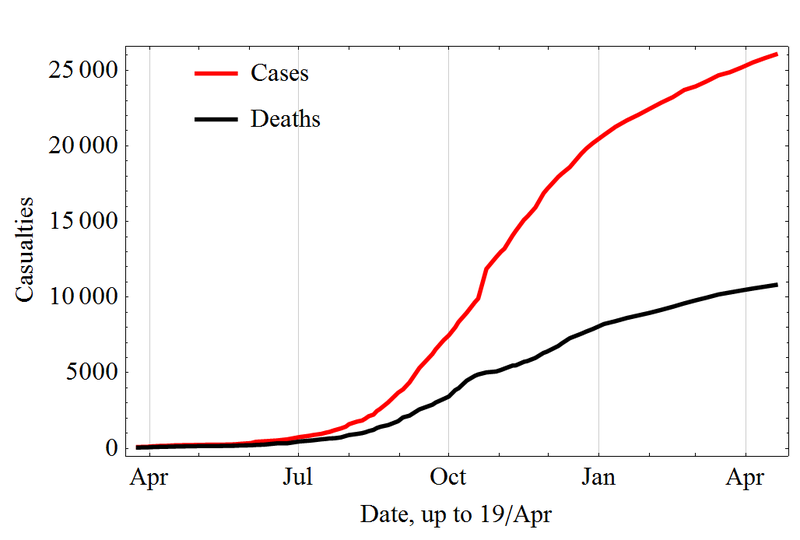 25 000
Cases
Deaths
20 000
15 000
Casualties
10 000
5000
0
Apr Jul Oct Jan Apr
Date, up to 19/Apr